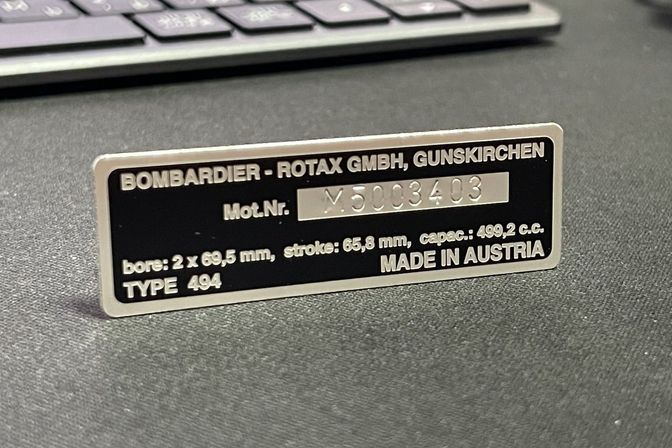 BOMBARDIER - ROTAX GMBH, GUNSKIRCHEN
Mot.Nr. M5003403
bore: 2 x 69,5 mm, stroke: 65,8 mm, capac.: 499,2 c.c.
TYPE 494 MADE IN AUSTRIA